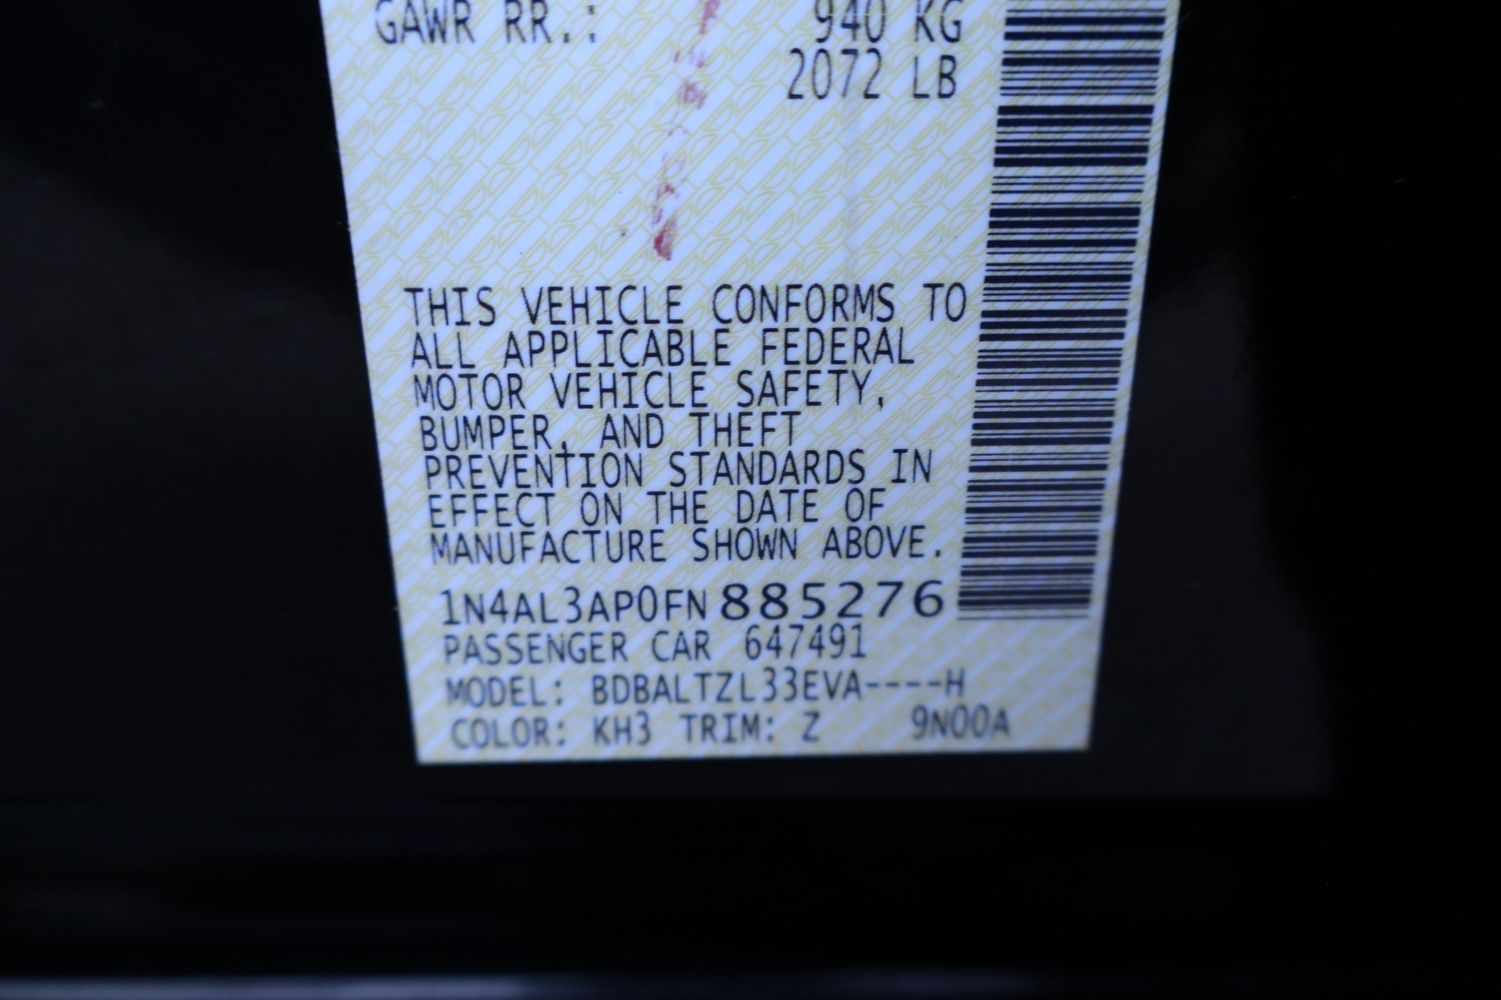 GAWR RR.: 940 KG
2072 LB
THIS VEHICLE CONFORMS TO
ALL APPLICABLE FEDERAL
MOTOR VEHICLE SAFETY,
BUMPER, AND THEFT
PREVENTION STANDARDS IN
EFFECT ON THE DATE OF
MANUFACTURE SHOWN ABOVE.
1N4AL3AP0FN885276
PASSENGER CAR 647491
MODEL: BDBALTZL33EVA----H
COLOR: KH3 TRIM: Z 9N00A